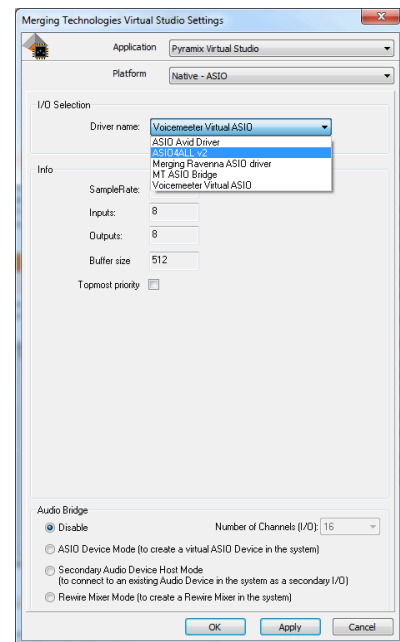 Merging Technologies Virtual Studio Settings
Application Pyramix Virtual Studio
Platform Native - ASIO
I/O Selection
Driver name: Voicemeeter Virtual ASIO
ASIO Avid Driver
ASIO4ALL v2
Merging Ravenna ASIO driver
MT ASIO Bridge
Voicemeeter Virtual ASIO
Info
SampleRate:
Inputs: 8
Outputs: 8
Buffer size 512
Topmost priority
Audio Bridge
Disable Number of Channels (I/O): 16
ASIO Device Mode (to create a virtual ASIO Device in the system)
Secondary Audio Device Host Mode
(to connect to an existing Audio Device in the system as a secondary I/O)
Rewire Mixer Mode (to create a Rewire Mixer in the system)
OK Apply Cancel